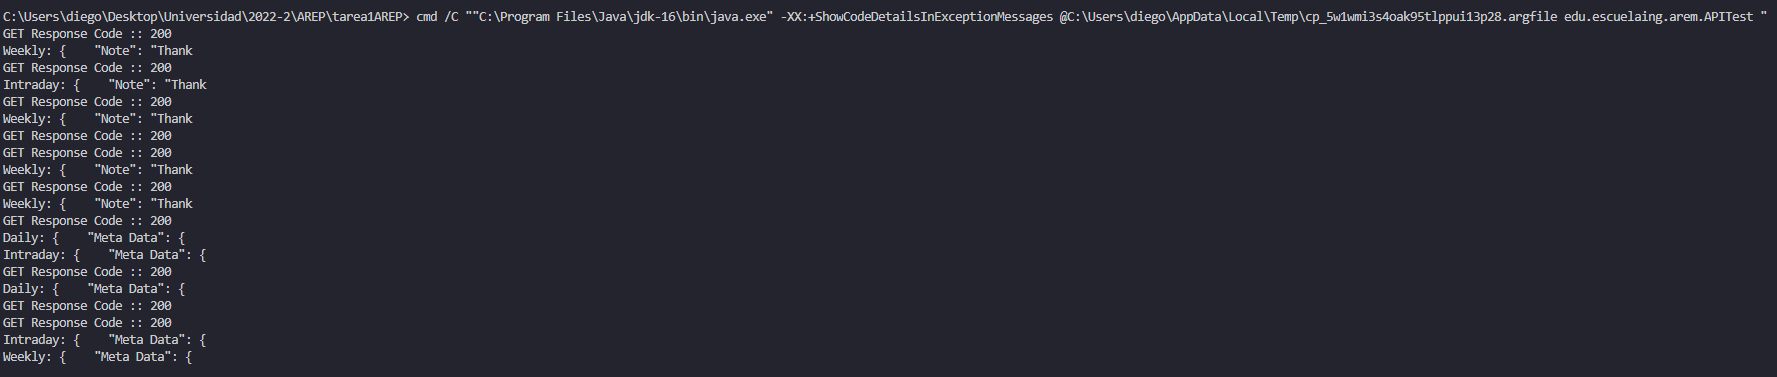 C:\Users\diego\Desktop\Universidad\2022-2\AREP\tarea1AREP> cmd /C ""C:\Program Files\Java\jdk-16\bin\java.exe" -XX:+ShowCodeDetailsInExceptionMessages @C:\Users\diego\AppData\Local\Temp\cp_5w1wmi3s4oak95tlppui13p28.argfile edu.escuelaing.arem.APITest "
GET Response Code :: 200
Weekly: {    "Note": "Thank
GET Response Code :: 200
Intraday: {    "Note": "Thank
GET Response Code :: 200
Weekly: {    "Note": "Thank
GET Response Code :: 200
GET Response Code :: 200
Weekly: {    "Note": "Thank
GET Response Code :: 200
Weekly: {    "Note": "Thank
GET Response Code :: 200
Daily: {    "Meta Data": {
Intraday: {    "Meta Data": {
GET Response Code :: 200
Daily: {    "Meta Data": {
GET Response Code :: 200
GET Response Code :: 200
Intraday: {    "Meta Data": {
Weekly: {    "Meta Data": {